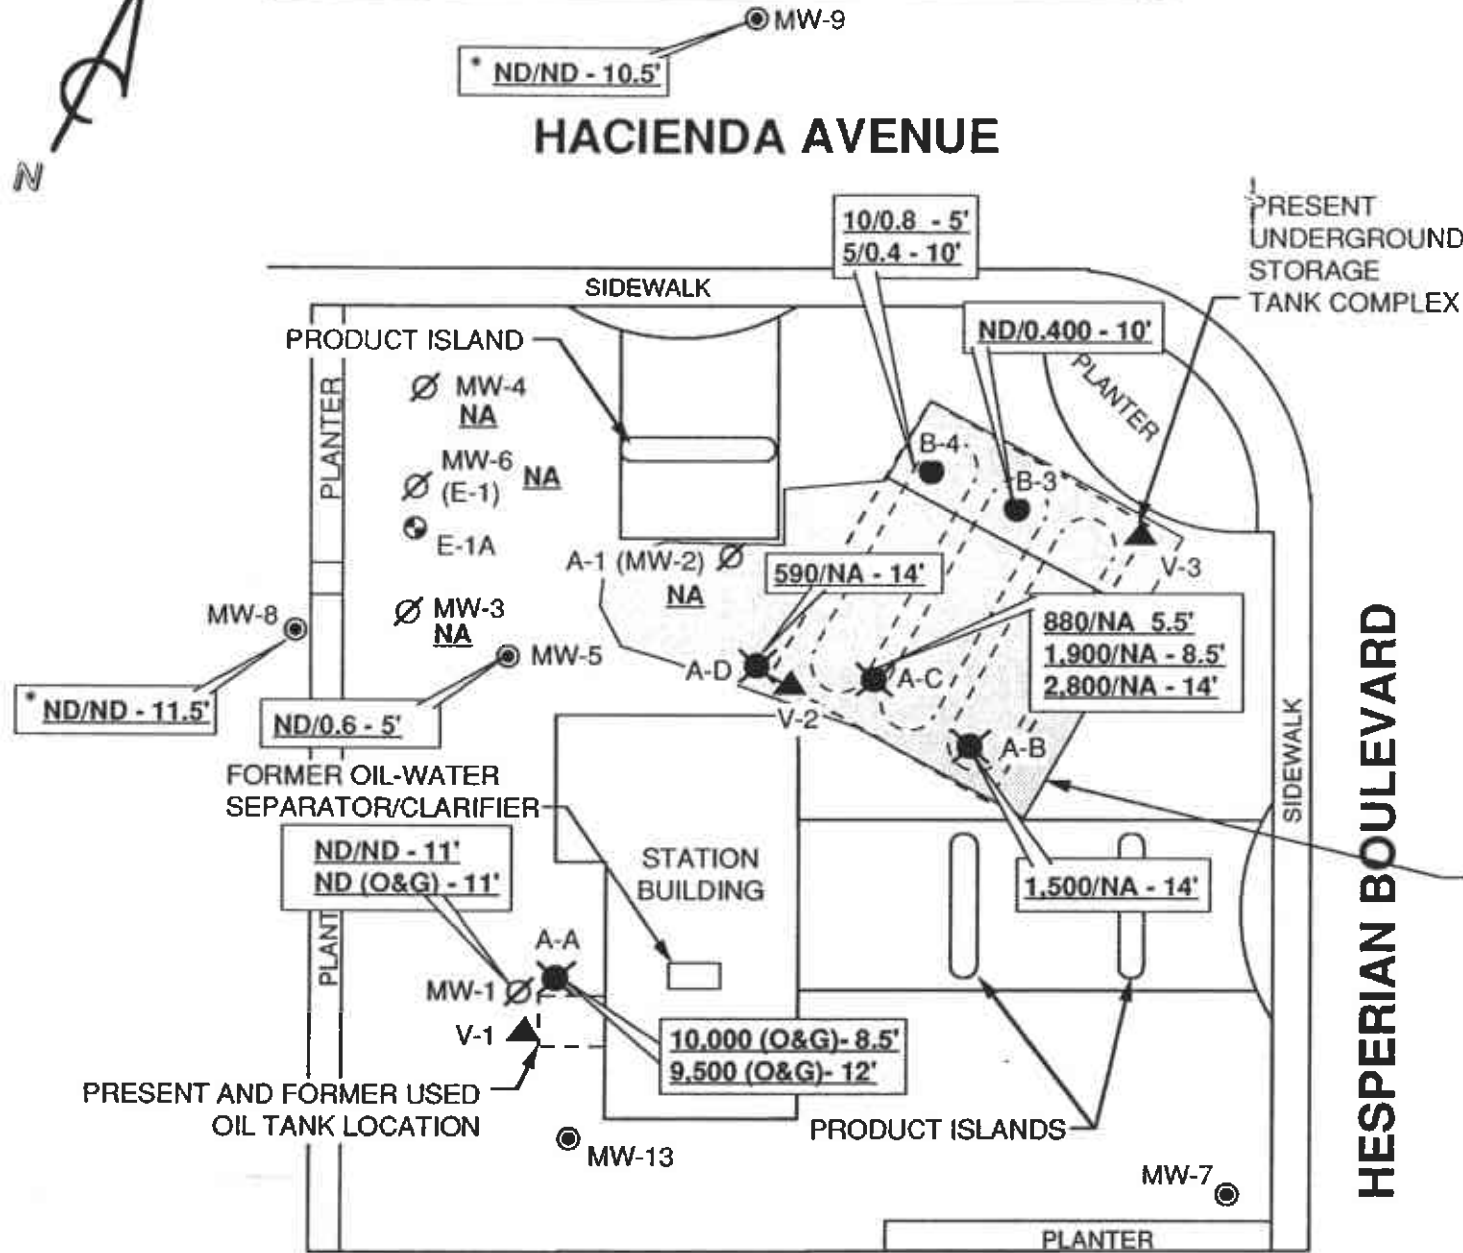 MW-9
* ND/ND - 10.5'
HACIENDA AVENUE
N
10/0.8 - 5'
5/0.4 - 10'
PRESENT
UNDERGROUND
STORAGE
TANK COMPLEX
SIDEWALK
PRODUCT ISLAND
ND/0.400 - 10'
PLANTER
PLANTER
MW-4
NA
B-4
MW-6
(E-1)
NA
B-3
E-1A
A-1 (MW-2)
NA
590/NA - 14'
V-3
MW-8
MW-3
NA
880/NA 5.5'
1,900/NA - 8.5'
2,800/NA - 14'
MW-5
A-D
A-C
* ND/ND - 11.5'
ND/0.6 - 5'
V-2
A-B
SIDEWALK
HESPERIAN BOULEVARD
FORMER OIL-WATER
SEPARATOR/CLARIFIER
ND/ND - 11'
ND (O&G) - 11'
STATION
BUILDING
1,500/NA - 14'
PLANT
A-A
MW-1
V-1
10,000 (O&G)- 8.5'
9,500 (O&G)- 12'
PRESENT AND FORMER USED
OIL TANK LOCATION
PRODUCT ISLANDS
MW-13
MW-7
PLANTER